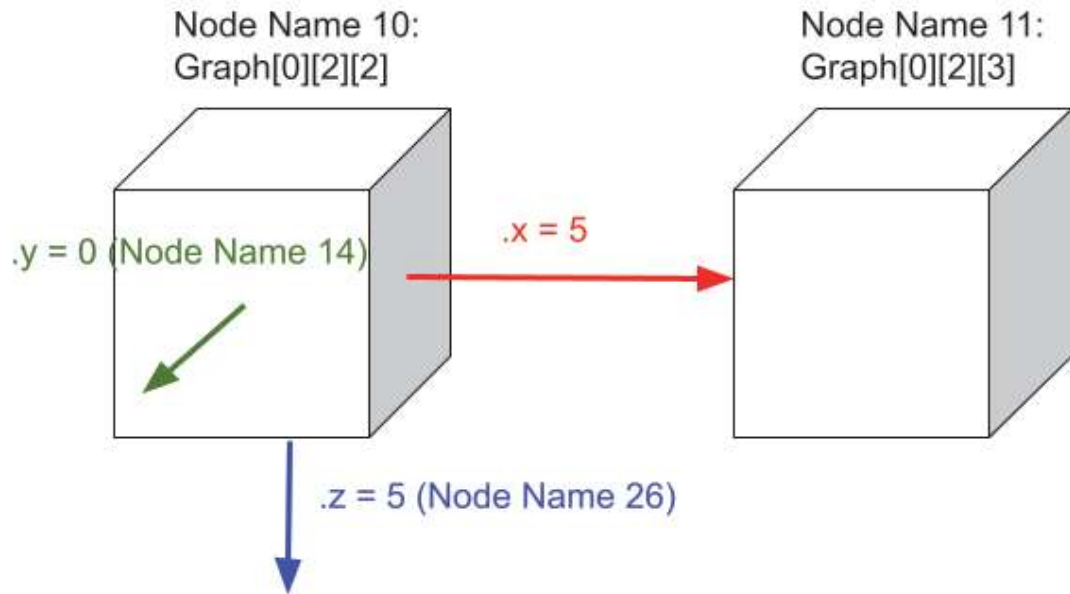 Node Name 10:
Graph[0][2][2]
Node Name 11:
Graph[0][2][3]
.y = 0 (Node Name 14)
.x = 5
.z = 5 (Node Name 26)